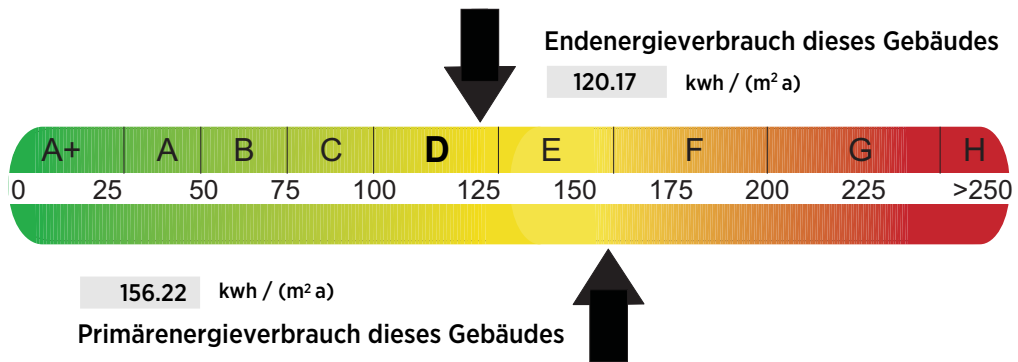 Endenergieverbrauch dieses Gebäudes
120.17 kwh / (m² a)
A+ A B C D E F G H
0 25 50 75 100 125 150 175 200 225 >250
156.22 kwh / (m² a)
Primärenergieverbrauch dieses Gebäudes